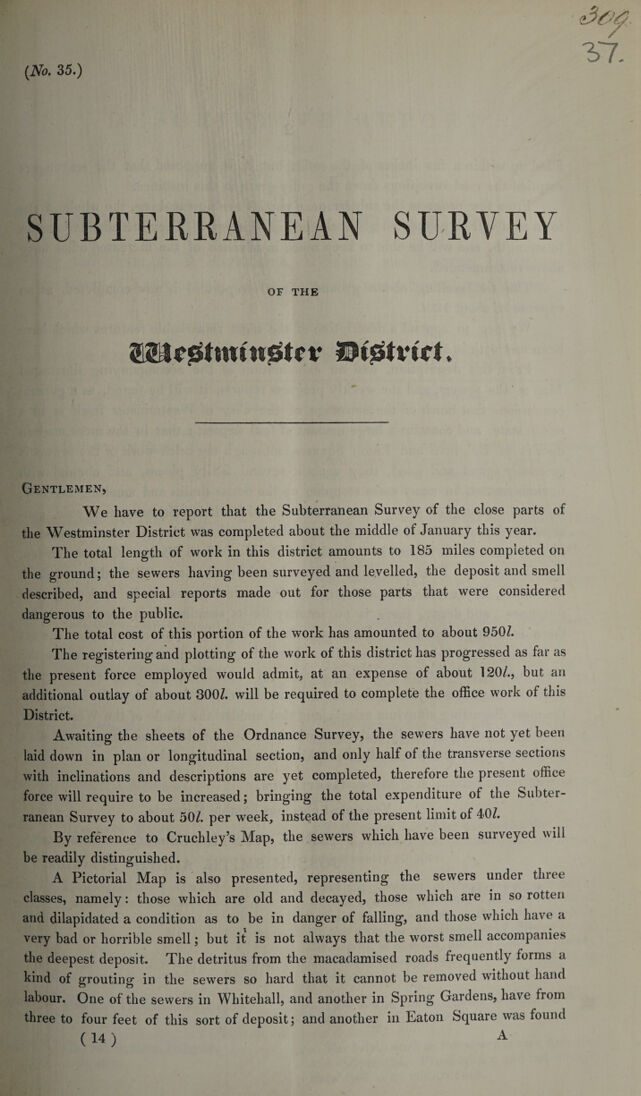 309
37.
(No. 35.)
SUBTERRANEAN SURVEY
OF THE
Westminster District.
GENTLEMEN,
We have to report that the Subterranean Survey of the close parts of
the Westminster District was completed about the middle of January this year.
The total length of work in this district amounts to 185 miles completed on
the ground; the sewers having been surveyed and levelled, the deposit and smell
described, and special reports made out for those parts that were considered
dangerous to the public.
The total cost of this portion of the work has amounted to about 950l.
The registering and plotting of the work of this district has progressed as far as
the present force employed would admit, at an expense of about 120l., but an
additional outlay of about 300l. will be required to complete the office work of this
District.
Awaiting the sheets of the Ordnance Survey, the sewers have not yet been
laid down in plan or longitudinal section, and only half of the transverse sections
with inclinations and descriptions are yet completed, therefore the present office
force will require to be increased; bringing the total expenditure of the Subter-
ranean Survey to about 50l. per week, instead of the present limit of 40l.
By reference to Cruchley's Map, the sewers which have been surveyed will
be readily distinguished.
A Pictorial Map is also presented, representing the sewers under three
classes, namely: those which are old and decayed, those which are in so rotten
and dilapidated a condition as to be in danger of falling, and those which have a
very bad or horrible smell; but it is not always that the worst smell accompanies
the deepest deposit. The detritus from the macadamised roads frequently forms a
kind of grouting in the sewers so hard that it cannot be removed without hand
labour. One of the sewers in Whitehall, and another in Spring Gardens, have from
three to four feet of this sort of deposit; and another in Eaton Square was found
( 14 ) A